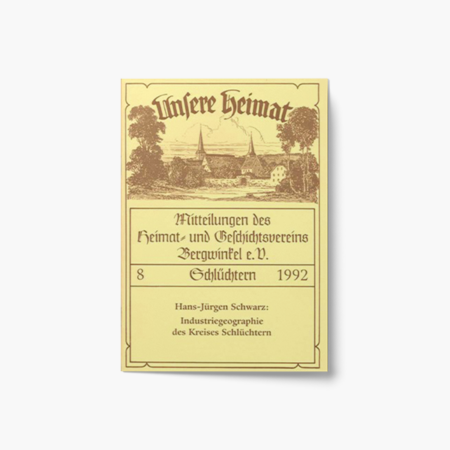 Unsere Heimat
Mitteilungen des
Heimat- und Geschichtsvereins
Bergwinkel e.V.
8 Schlüchtern 1992
Hans-Jürgen Schwarz:
Industriegeographie
des Kreises Schlüchtern